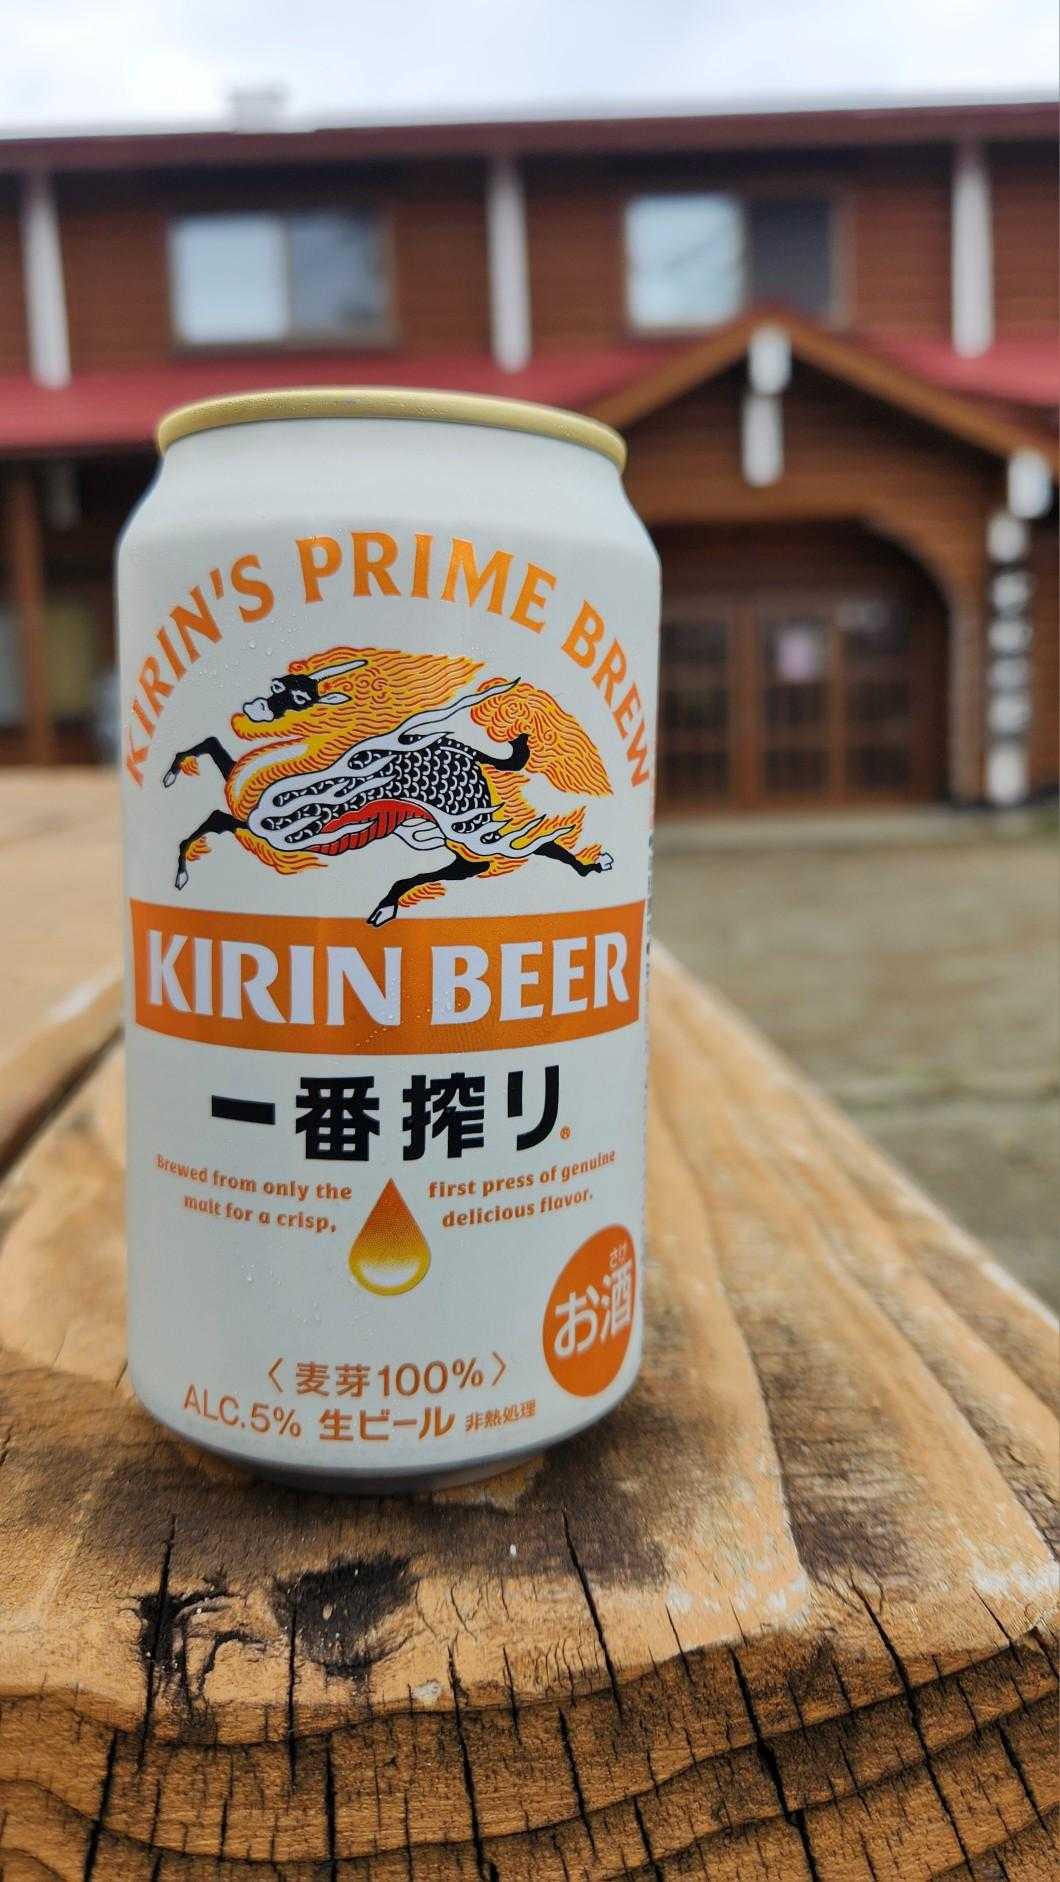 KIRIN'S PRIME BREW
KIRIN BEER
一番搾り®
Brewed from only the first press of genuine
malt for a crisp, delicious flavor.
さけ
お酒
〈麦芽100%〉
ALC.5% 生ビール 非熱処理